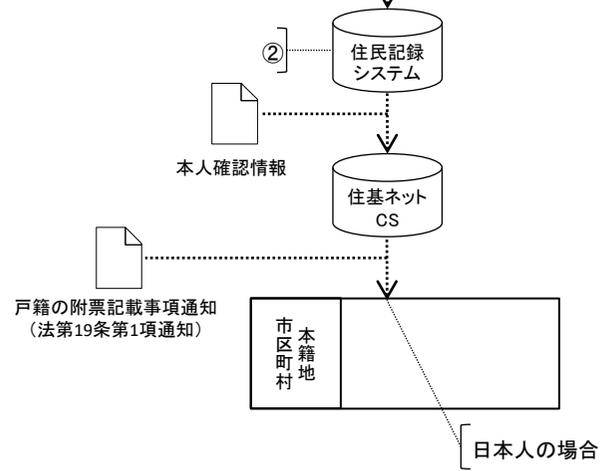 ②
住民記録
システム
本人確認情報
住基ネット
CS
戸籍の附票記載事項通知
（法第19条第1項通知）
本籍地
市区町村
日本人の場合